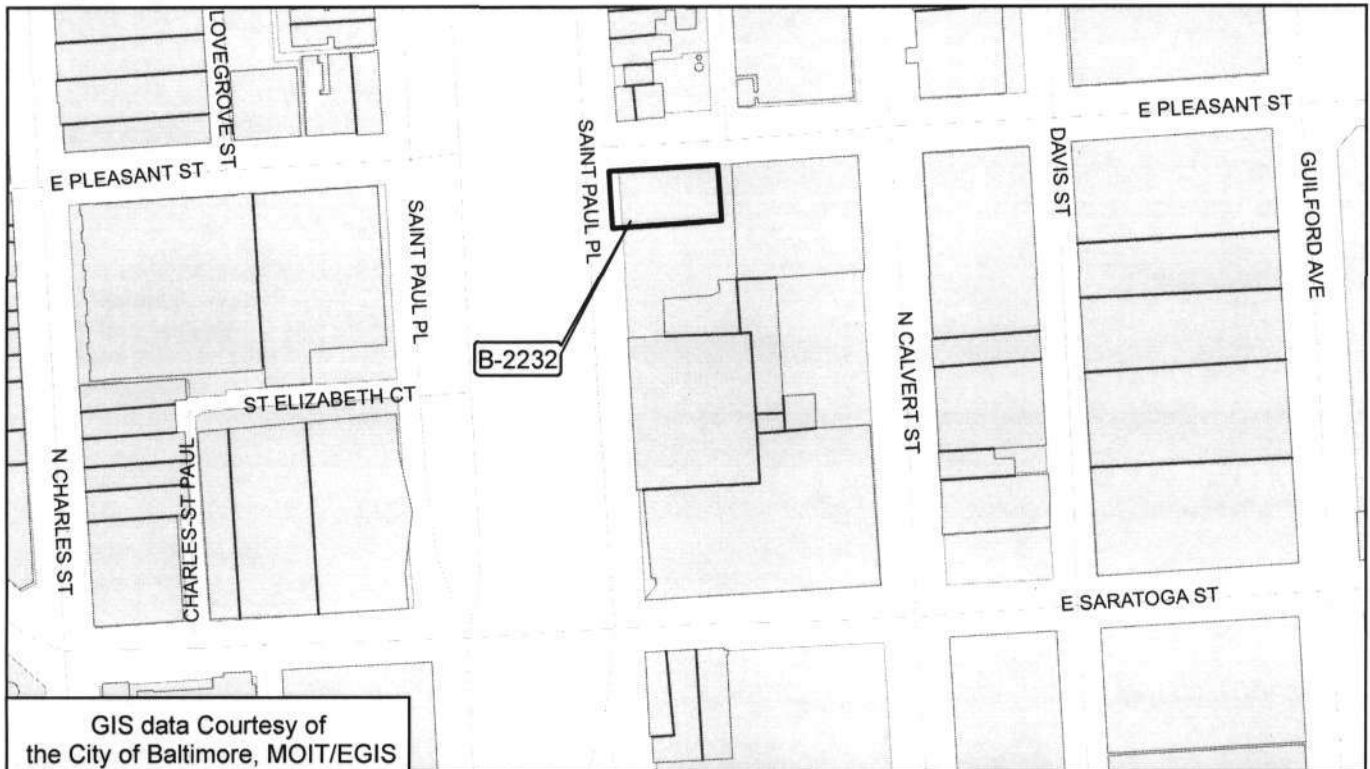 LOVEGROVE ST
E PLEASANT ST
E PLEASANT ST
SAINT PAUL PL
SAINT PAUL PL
DAVIS ST
GUILFORD AVE
B-2232
N CALVERT ST
ST ELIZABETH CT
N CHARLES ST
CHARLES-ST PAUL
E SARATOGA ST
GIS data Courtesy of
the City of Baltimore, MOIT/EGIS